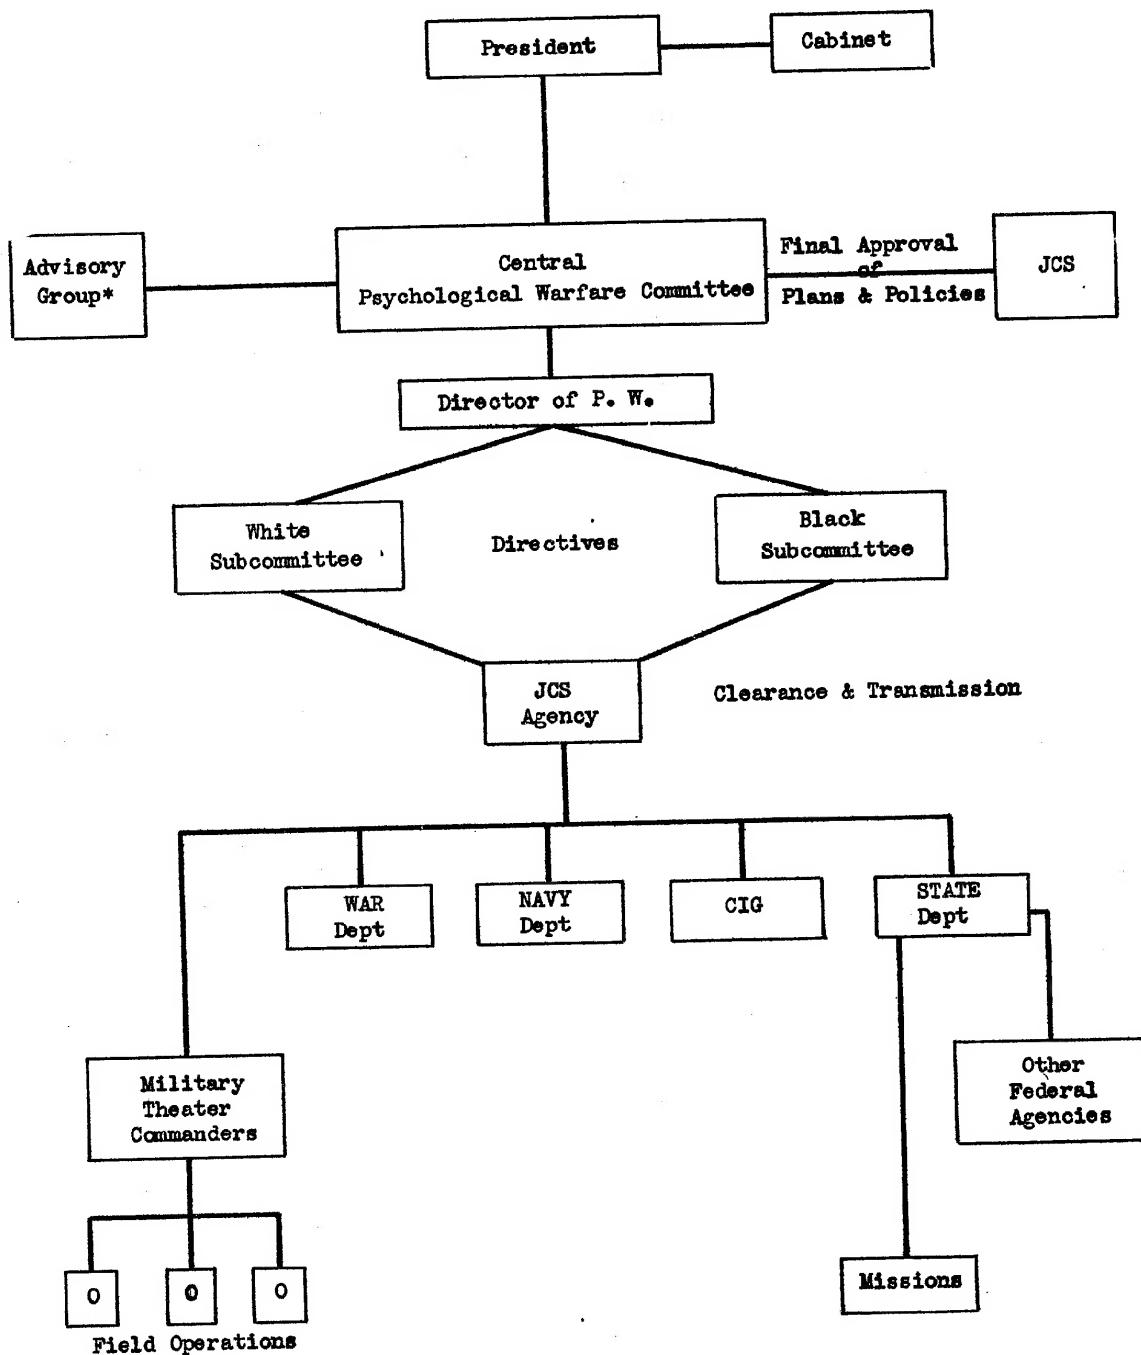 President
Cabinet
Advisory
Group*
Central
Psychological Warfare Committee
Final Approval
of
Plans & Policies
JCS
Director of P. W.
White
Subcommittee
Directives
Black
Subcommittee
JCS
Agency
Clearance & Transmission
WAR
Dept
NAVY
Dept
CIG
STATE
Dept
Military
Theater
Commanders
Other
Federal
Agencies
O
O
O
Field Operations
Missions